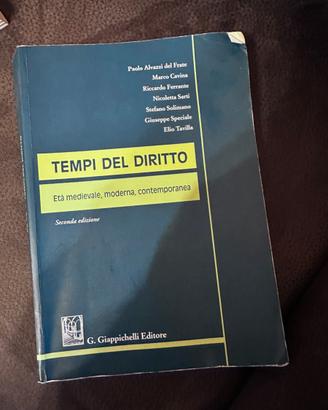 Paolo Alvazzi del Frate
Marco Cavina
Riccardo Ferrante
Nicoletta Sarti
Stefano Solimano
Giuseppe Speciale
Elio Tavilla
TEMPI DEL DIRITTO
Età medievale, moderna, contemporanea
Seconda edizione
G. Giappichelli Editore